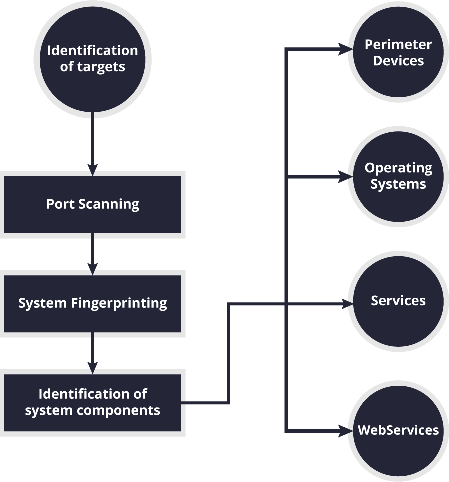 Identification
of targets
Port Scanning
System Fingerprinting
Identification of
system components
Perimeter
Devices
Operating
Systems
Services
WebServices